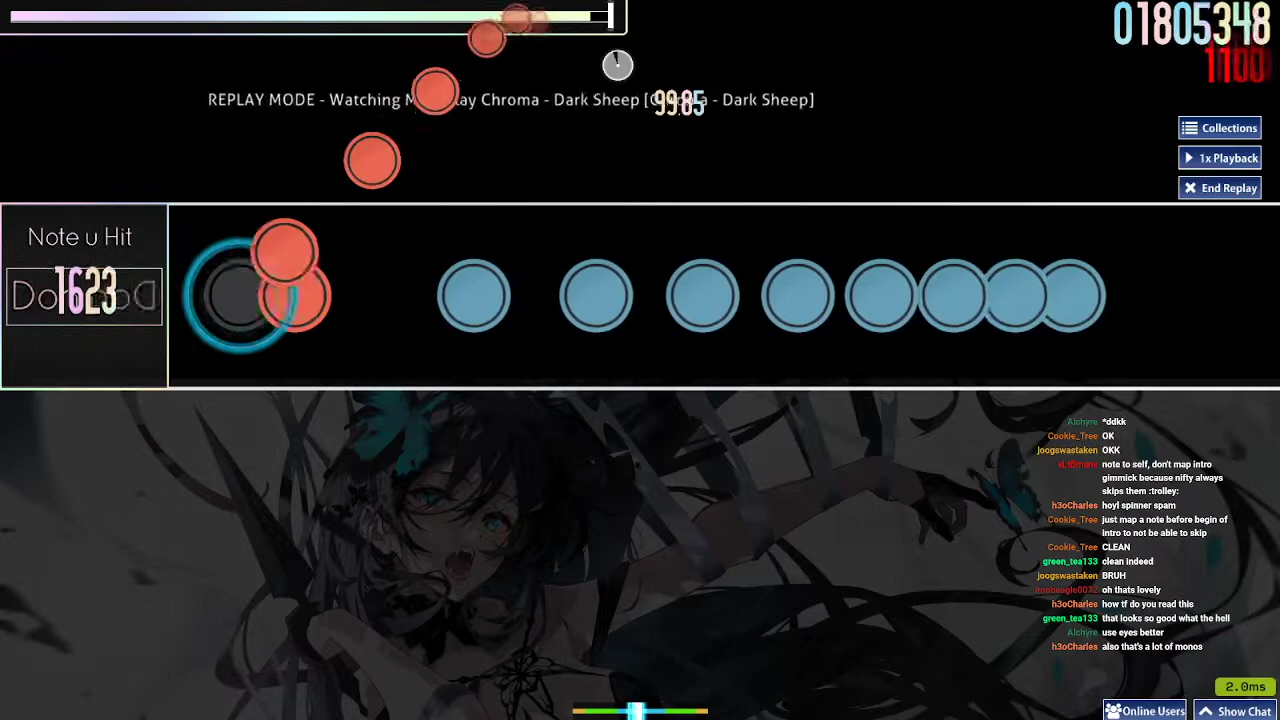 01805348
1100
REPLAY MODE - Watching
ay Chroma - Dark Sheep [
a - Dark Sheep]
9985
Collections
1x Playback
End Replay
Note u Hit
1623
Alchyre *ddkk
Cookie_Tree OK
joogswastaken OKK
note to self, don't map intro
gimmick because nifty always
skips them :trolley:
h3oCharles hoyl spinner spam
Cookie_Tree just map a note before begin of
intro to not be able to skip
Cookie_Tree CLEAN
green_tea133 clean indeed
joogswastaken BRUH
ironbeagle0072 oh thats lovely
h3oCharles how tf do you read this
green_tea133 that looks so good what the hell
Alchyre use eyes better
h3oCharles also that's a lot of monos
2.0ms
Online Users
Show Chat